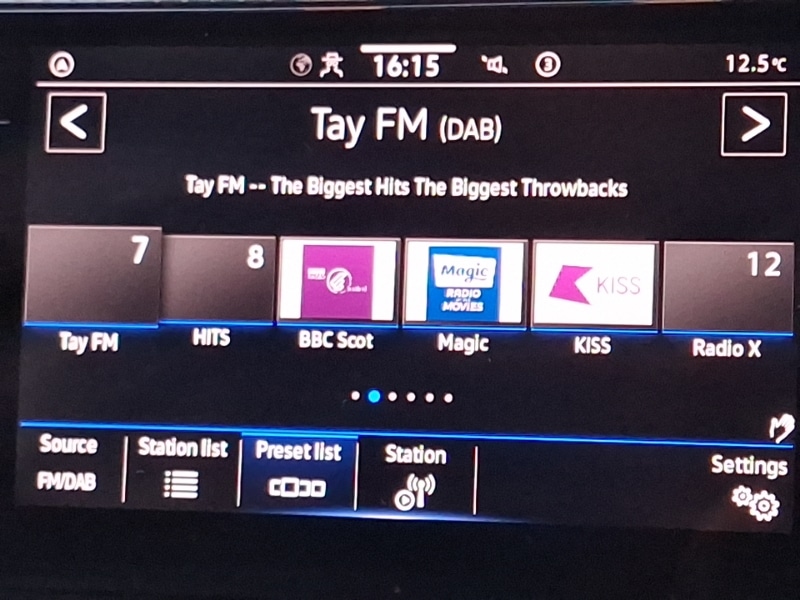 A 16:15 3 12.5°C
< Tay FM (DAB) >
Tay FM -- The Biggest Hits The Biggest Throwbacks
7 8 Magic KISS 12
RADIO
MOVIES
Tay FM HITS BBC Scot Magic KISS Radio X
Source Station list Preset list Station Settings
FM/DAB